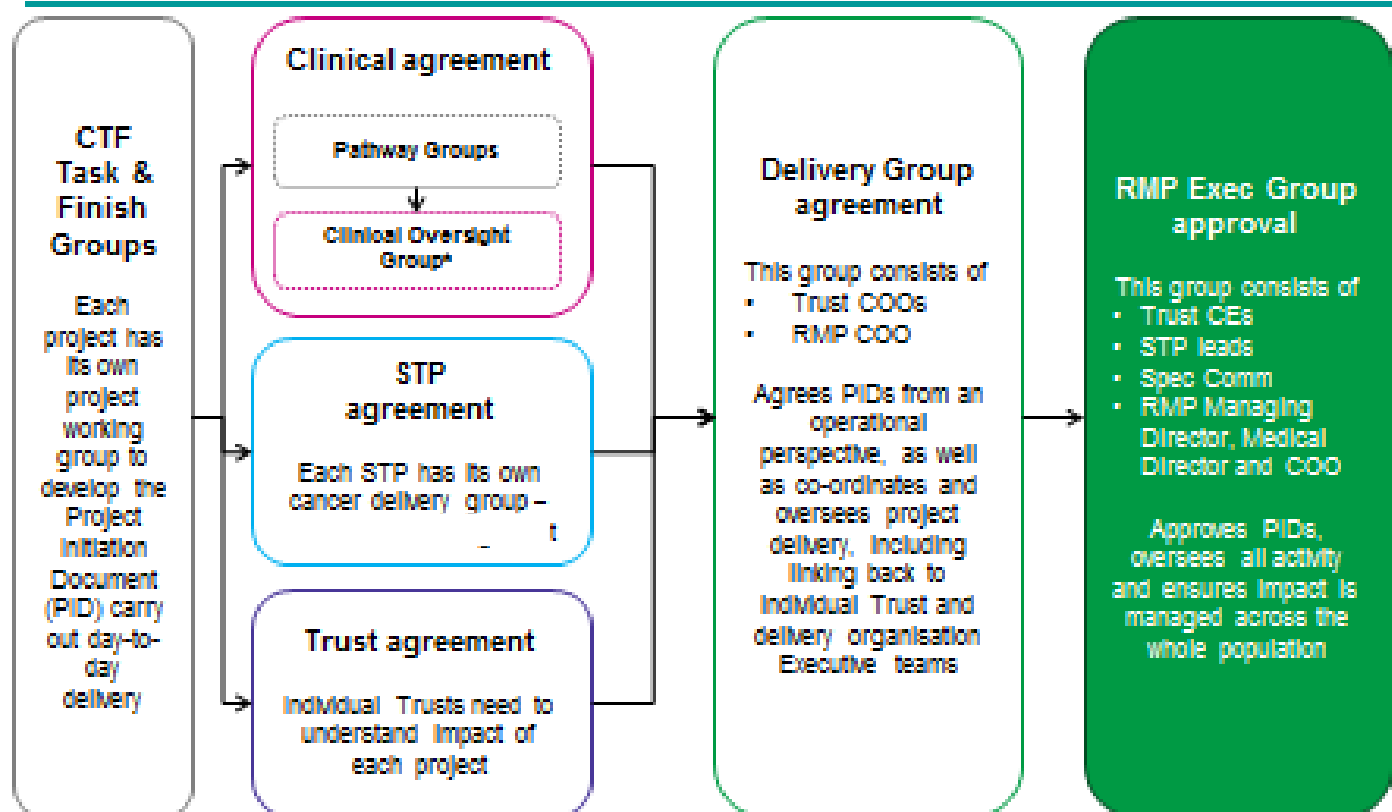 CTF
Task &
Finish
Groups
Each
project has
its own
project
working
group to
develop the
Project
Initiation
Document
(PID) carry
out day-to-
day
delivery
Clinical agreement
Pathway Groups
Clinical Oversight
Group*
STP
agreement
Each STP has its own
cancer delivery group –
t
–
Trust agreement
Individual Trusts need to
understand impact of
each project
Delivery Group
agreement
This group consists of
• Trust COOs
• RMP COO
Agrees PIDs from an
operational
perspective, as well
as co-ordinates and
oversees project
delivery, including
linking back to
individual Trust and
delivery organisation
Executive teams
RMP Exec Group
approval
This group consists of
• Trust CEs
• STP leads
• Spec Comm
• RMP Managing
Director, Medical
Director and COO
Approves PIDs,
oversees all activity
and ensures impact is
managed across the
whole population